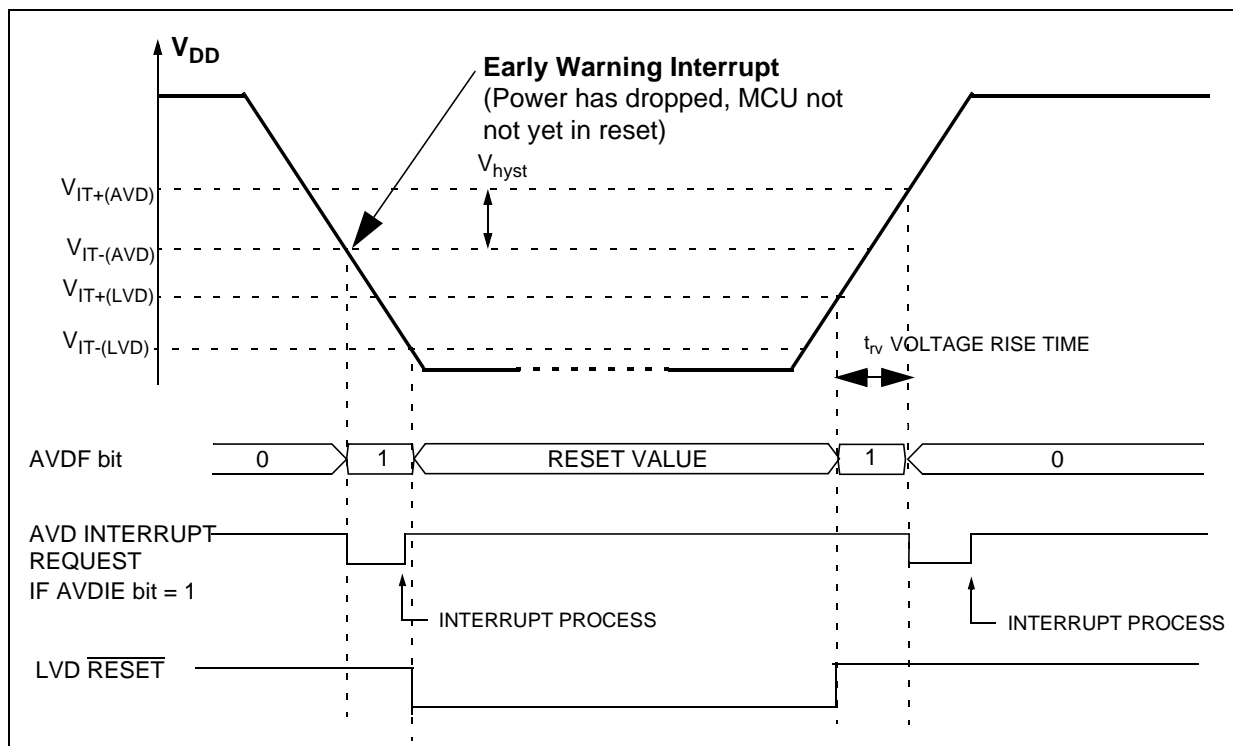 VDD
Early Warning Interrupt
(Power has dropped, MCU not
not yet in reset)
Vhyst
VIT+(AVD)
VIT-(AVD)
VIT+(LVD)
VIT-(LVD)
trv VOLTAGE RISE TIME
AVDF bit
0
1
RESET VALUE
1
0
AVD INTERRUPT
REQUEST
IF AVDIE bit = 1
INTERRUPT PROCESS
INTERRUPT PROCESS
LVD RESET